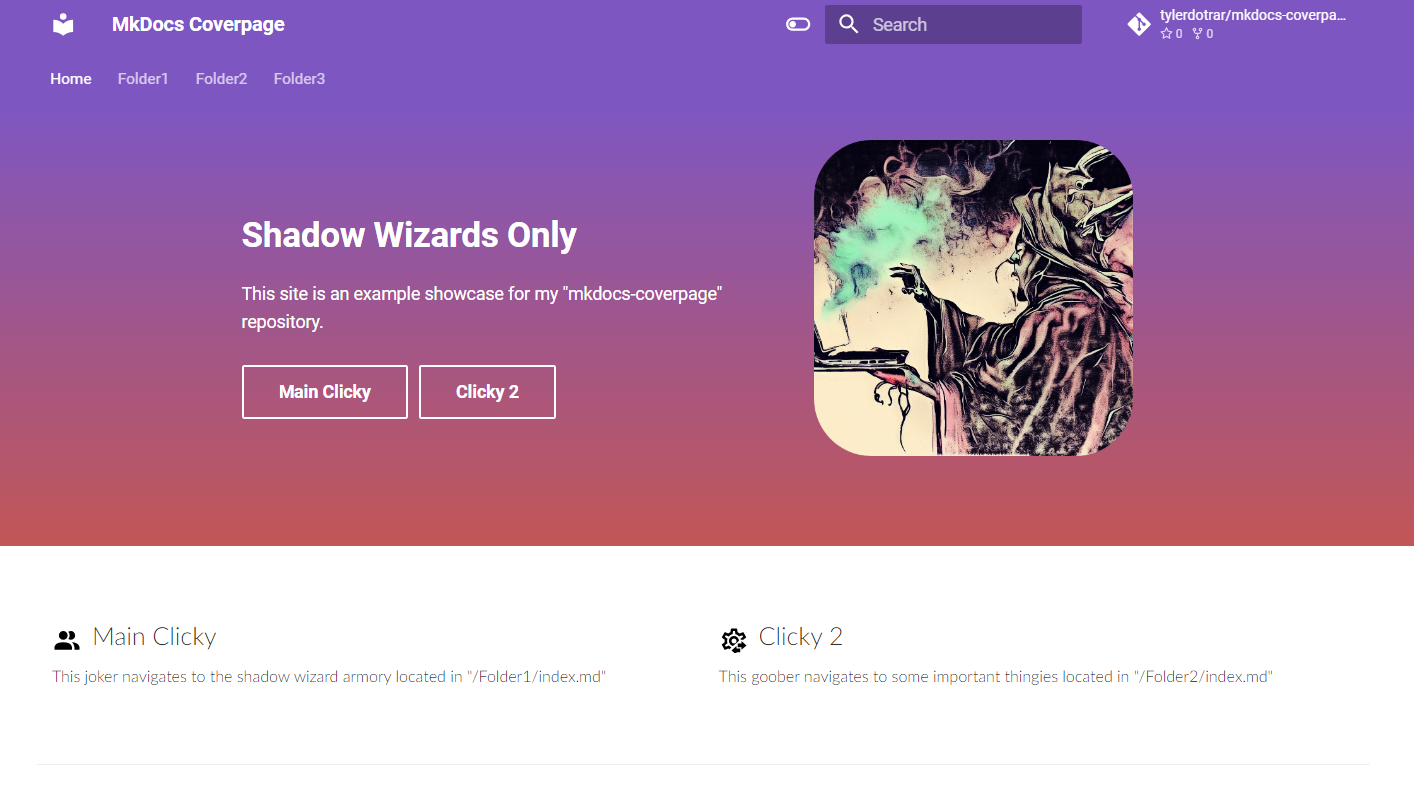 MkDocs Coverpage
Search
tylerdotrar/mkdocs-coverpa...
0 0
Home Folder1 Folder2 Folder3
Shadow Wizards Only
This site is an example showcase for my "mkdocs-coverpage"
repository.
Main Clicky Clicky 2
Main Clicky
This joker navigates to the shadow wizard armory located in "/Folder1/index.md"
Clicky 2
This goober navigates to some important thingies located in "/Folder2/index.md"